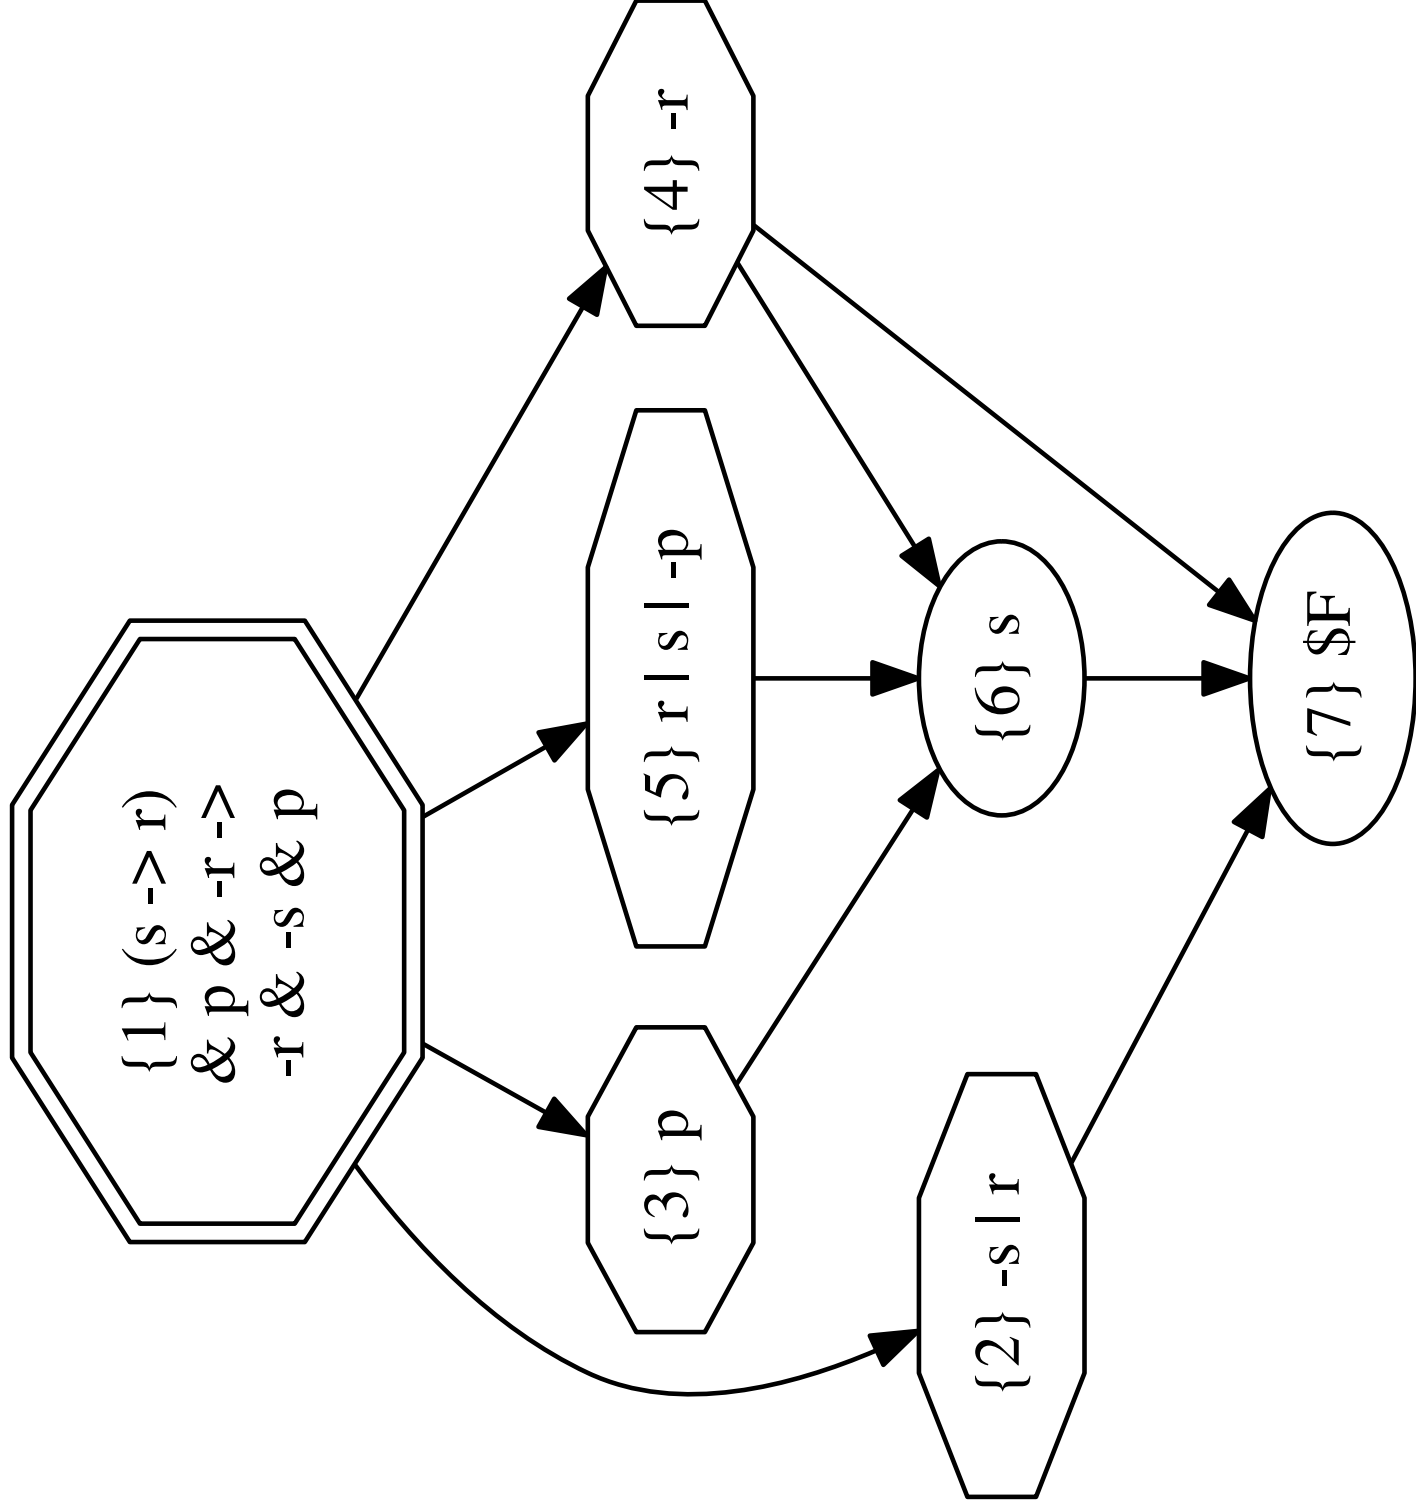 {1} (s -> r)
& p & -r ->
-r & -s & p
{4} -r
{5} r | s | -p
{3} p
{6} s
{2} -s | r
{7} $F